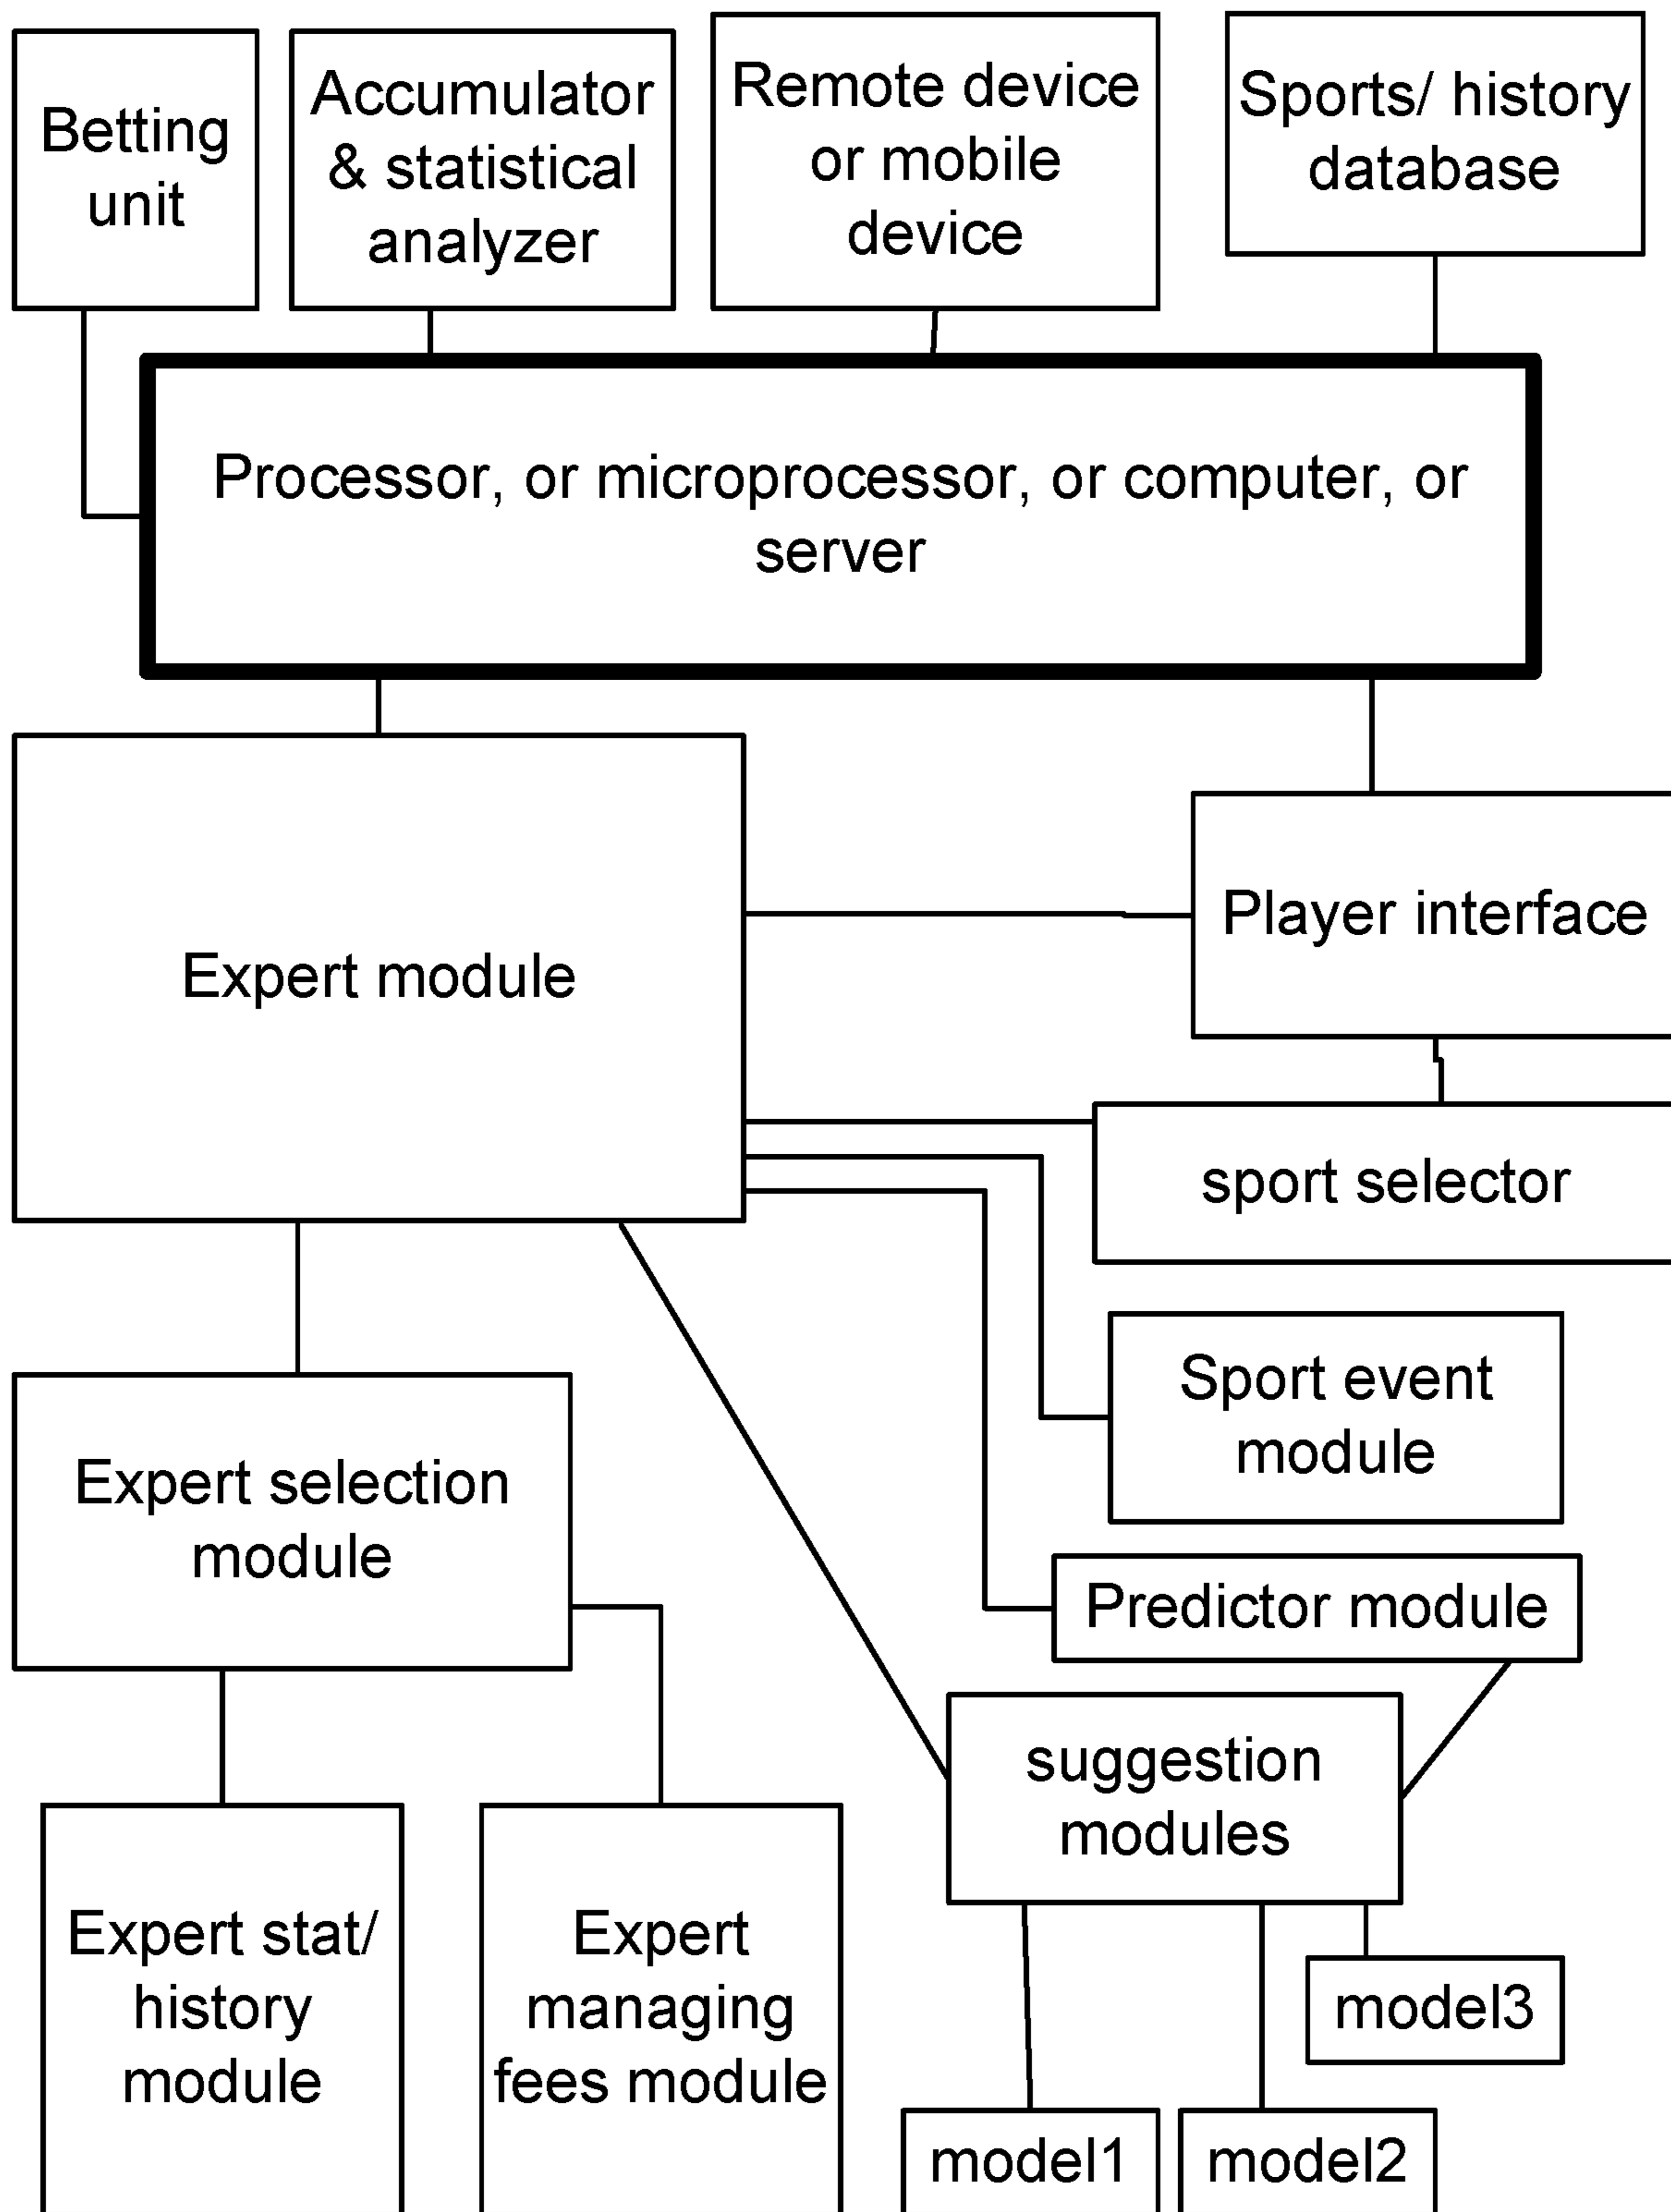 Betting
unit
Accumulator
& statistical
analyzer
Remote device
or mobile
device
Sports/ history
database
Processor, or microprocessor, or computer, or
server
Expert module
Player interface
sport selector
Sport event
module
Expert selection
module
Predictor module
suggestion
modules
Expert stat/
history
module
Expert
managing
fees module
model3
model1
model2